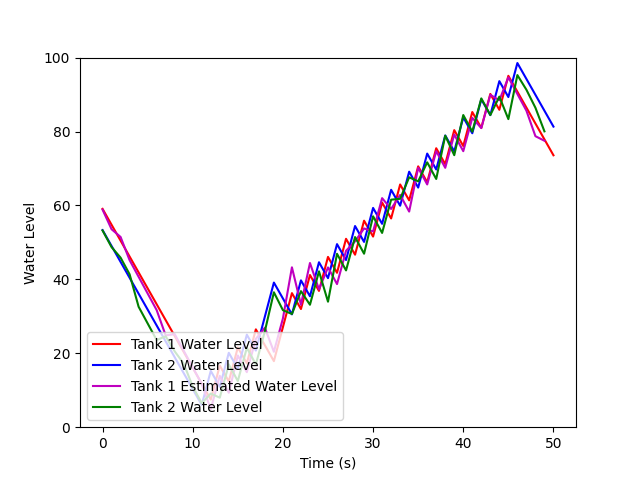 100
80
60
40
20
0
Water Level
Tank 1 Water Level
Tank 2 Water Level
Tank 1 Estimated Water Level
Tank 2 Water Level
0 10 20 30 40 50
Time (s)